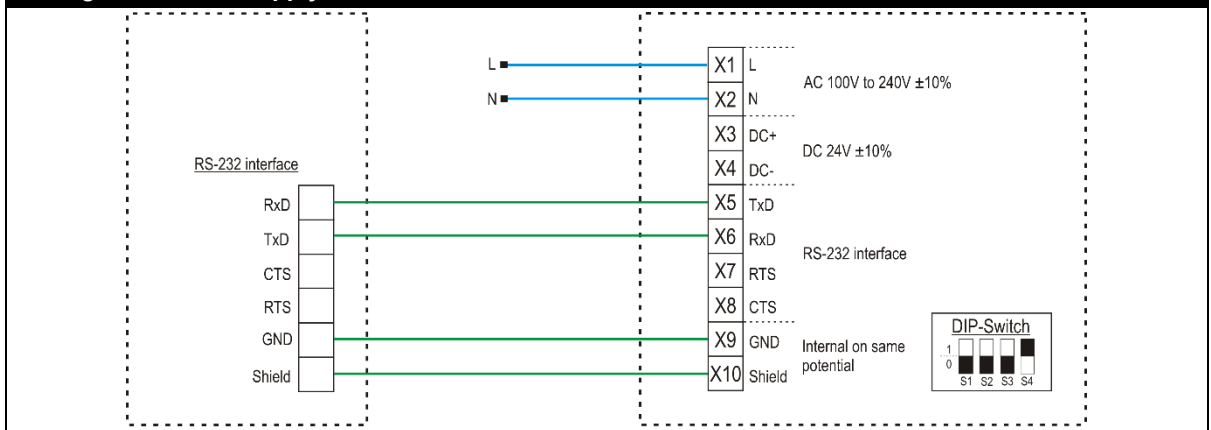 L
N
RS-232 interface
RxD
TxD
CTS
RTS
GND
Shield
X1 L
X2 N
AC 100V to 240V ±10%
X3 DC+
X4 DC-
DC 24V ±10%
X5 TxD
X6 RxD
X7 RTS
X8 CTS
RS-232 interface
X9 GND
X10 Shield
Internal on same
potential
DIP-Switch
1
0
S1 S2 S3 S4